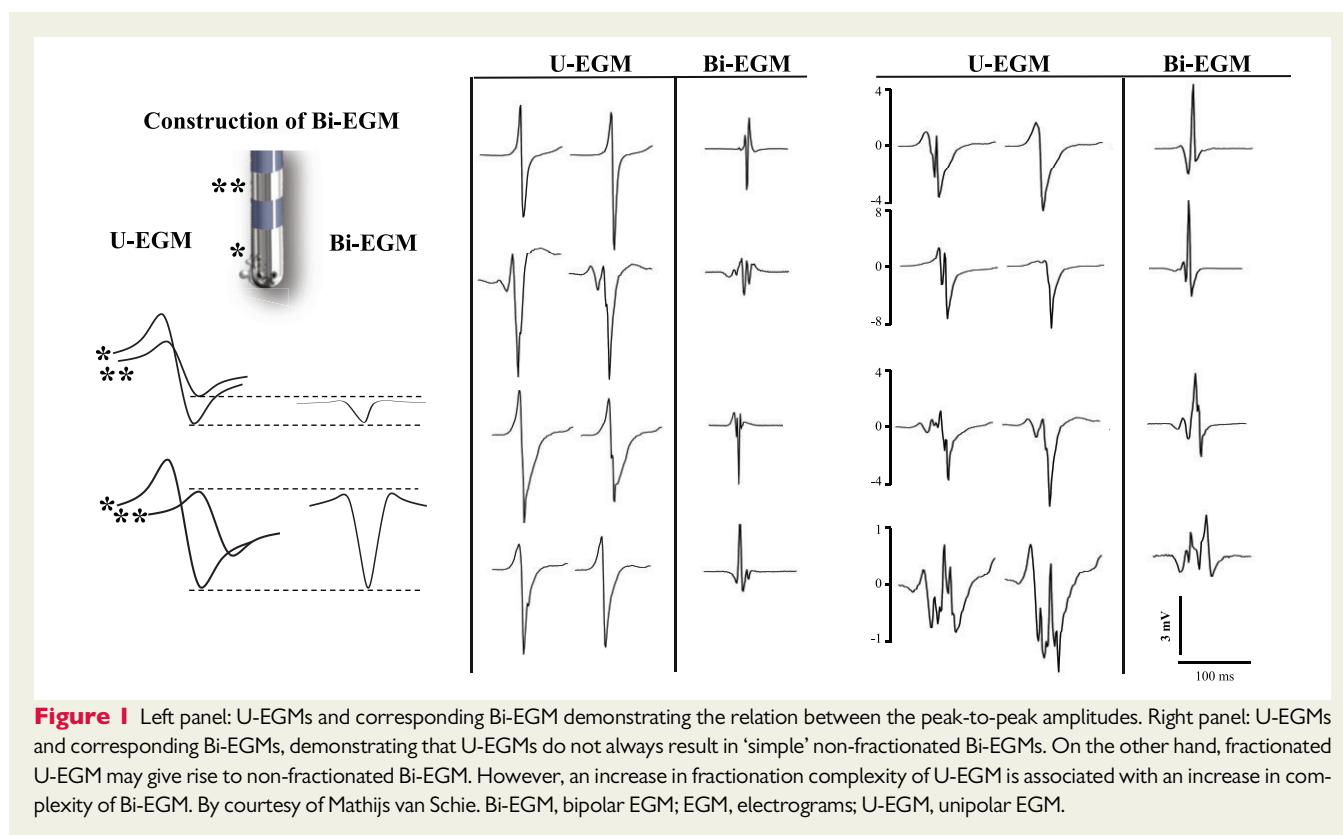 U-EGM Bi-EGM U-EGM Bi-EGM
Construction of Bi-EGM
**
*
U-EGM Bi-EGM
*
**
*
**
4
0
-4
8
0
-8
4
0
-4
1
0
-1
3 mV
100 ms
Figure 1 Left panel: U-EGMs and corresponding Bi-EGM demonstrating the relation between the peak-to-peak amplitudes. Right panel: U-EGMs
and corresponding Bi-EGMs, demonstrating that U-EGMs do not always result in ‘simple’ non-fractionated Bi-EGMs. On the other hand, fractionated
U-EGM may give rise to non-fractionated Bi-EGM. However, an increase in fractionation complexity of U-EGM is associated with an increase in com-
plexity of Bi-EGM. By courtesy of Mathijs van Schie. Bi-EGM, bipolar EGM; EGM, electrograms; U-EGM, unipolar EGM.